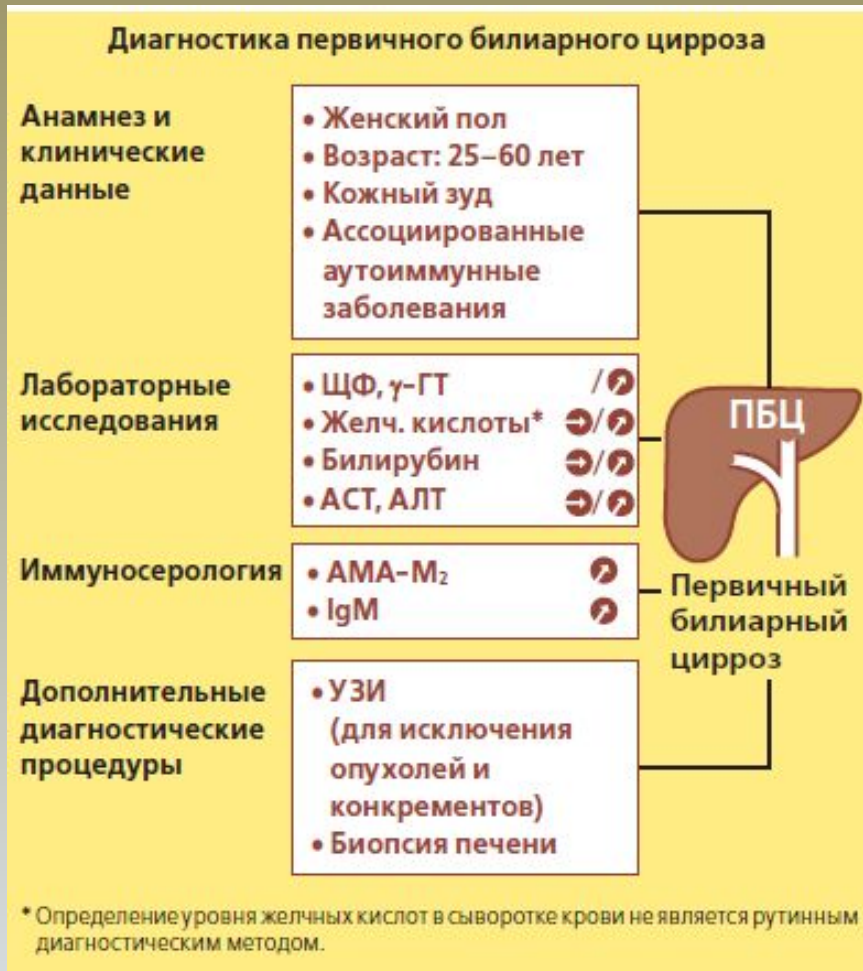 Диагностика первичного билиарного цирроза
Анамнез и
клинические
данные
• Женский пол
• Возраст: 25–60 лет
• Кожный зуд
• Ассоциированные
аутоиммунные
заболевания
Лабораторные
исследования
• ЩФ, γ-ГТ /
• Желч. кислоты* /
• Билирубин /
• АСТ, АЛТ /
Иммуносерология
• АМА-М₂
• IgM
Дополнительные
диагностические
процедуры
• УЗИ
(для исключения
опухолей и
конкрементов)
• Биопсия печени
ПБЦ
Первичный
билиарный
цирроз
* Определение уровня желчных кислот в сыворотке крови не является рутинным
диагностическим методом.